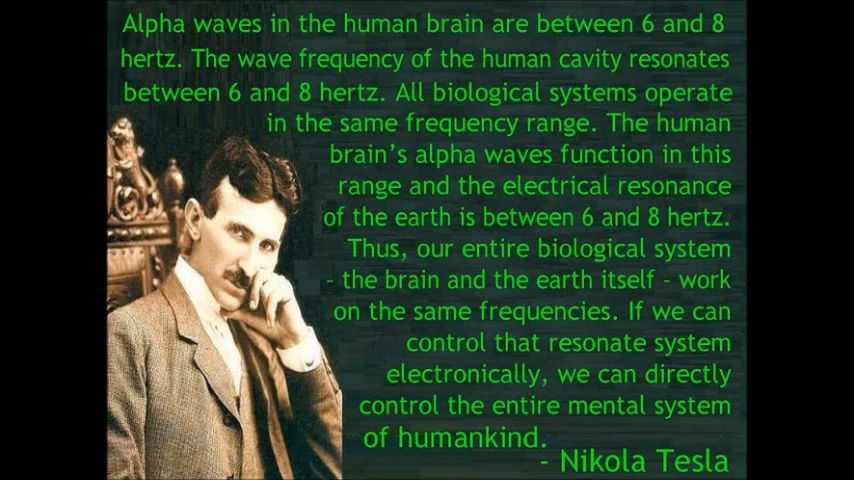 Alpha waves in the human brain are between 6 and 8
hertz. The wave frequency of the human cavity resonates
between 6 and 8 hertz. All biological systems operate
in the same frequency range. The human
brain’s alpha waves function in this
range and the electrical resonance
of the earth is between 6 and 8 hertz.
Thus, our entire biological system
– the brain and the earth itself – work
on the same frequencies. If we can
control that resonate system
electronically, we can directly
control the entire mental system
of humankind.
- Nikola Tesla